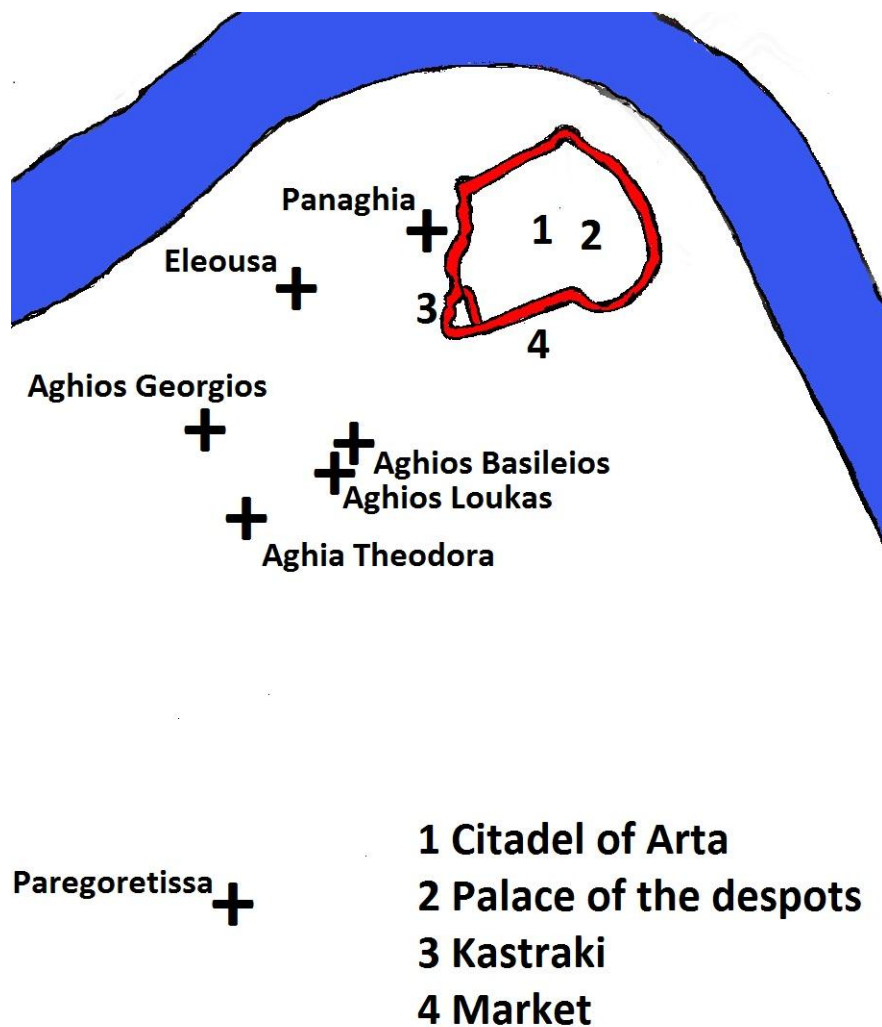 Panaghia
1 2
Eleousa
3
4
Aghios Georgios
Aghios Basileios
Aghios Loukas
Aghia Theodora
1 Citadel of Arta
Paregoretissa
2 Palace of the despots
3 Kastraki
4 Market